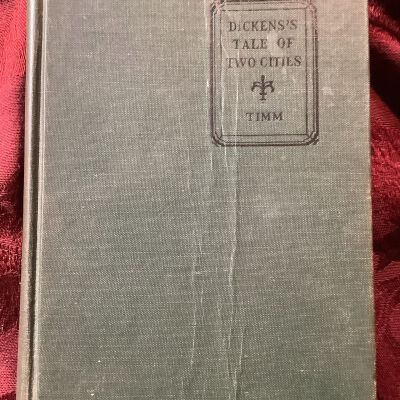 DICKENS'S
TALE OF
TWO CITIES
TIMM